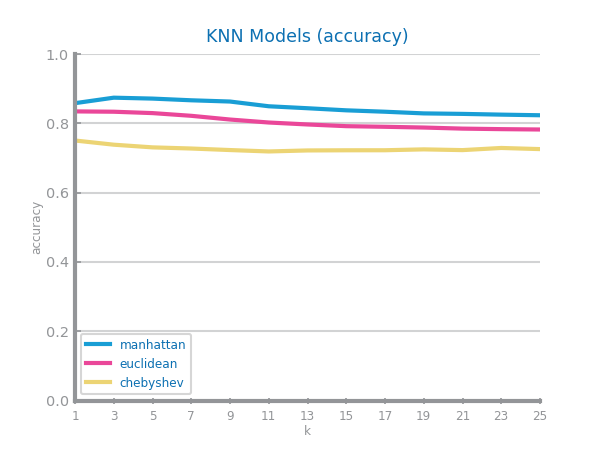 KNN Models (accuracy)
1.0
0.8
0.6
0.4
0.2
0.0
accuracy
manhattan
euclidean
chebyshev
1 3 5 7 9 11 13 15 17 19 21 23 25
k